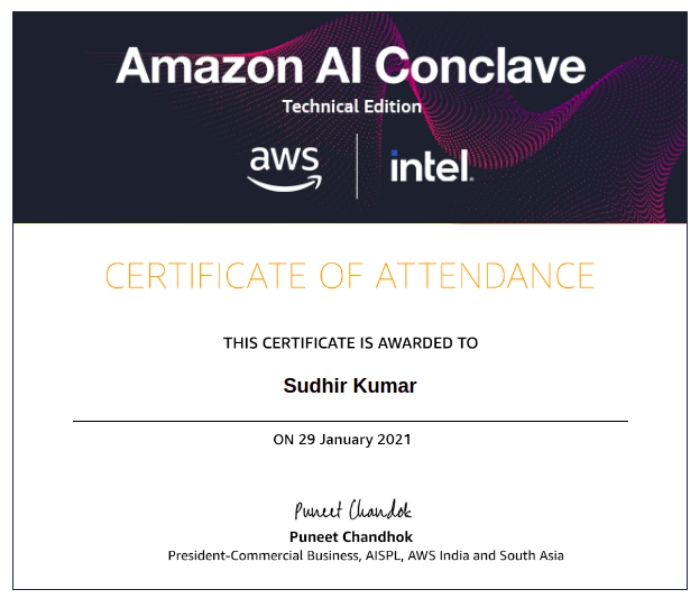 Amazon AI Conclave
Technical Edition
aws
intel.
CERTIFICATE OF ATTENDANCE
THIS CERTIFICATE IS AWARDED TO
Sudhir Kumar
ON 29 January 2021
Puneet Chandok
Puneet Chandhok
President-Commercial Business, AISPL, AWS India and South Asia